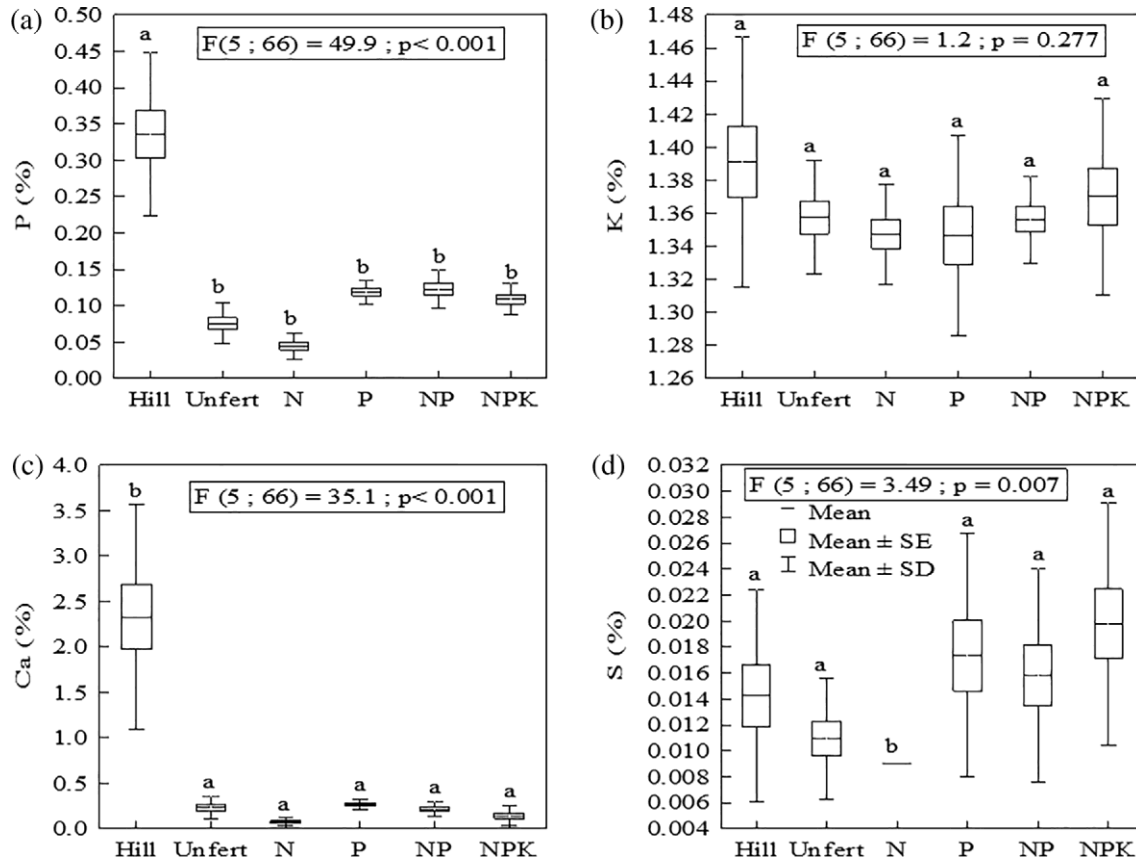 (a)
F(5 ; 66) = 49.9 ; p< 0.001
P (%)
0.50
0.45
0.40
0.35
0.30
0.25
0.20
0.15
0.10
0.05
0.00
a
b
b
b
b
b
Hill Unfert N P NP NPK
(b)
F (5 ; 66) = 1.2 ; p = 0.277
K (%)
1.48
1.46
1.44
1.42
1.40
1.38
1.36
1.34
1.32
1.30
1.28
1.26
a
a
a
a
a
a
Hill Unfert N P NP NPK
(c)
F (5 ; 66) = 35.1 ; p< 0.001
Ca (%)
4.0
3.5
3.0
2.5
2.0
1.5
1.0
0.5
0.0
b
a
a
a
a
a
Hill Unfert N P NP NPK
(d)
F (5 ; 66) = 3.49 ; p = 0.007
Mean
Mean ± SE
Mean ± SD
S (%)
0.032
0.030
0.028
0.026
0.024
0.022
0.020
0.018
0.016
0.014
0.012
0.010
0.008
0.006
0.004
a
a
b
a
a
a
Hill Unfert N P NP NPK